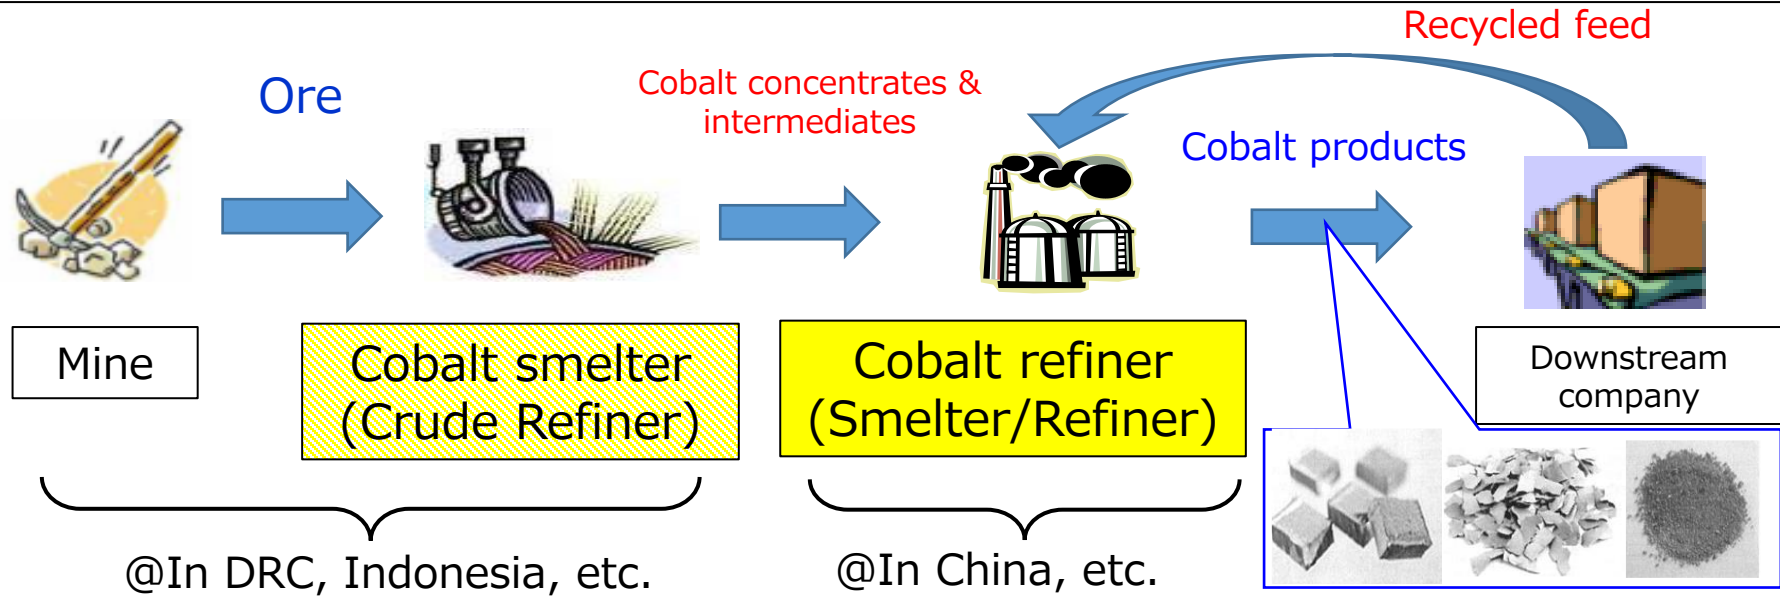 Recycled feed
Ore
Cobalt concentrates &
intermediates
Cobalt products
Mine
Cobalt smelter
(Crude Refiner)
Cobalt refiner
(Smelter/Refiner)
Downstream
company
@In DRC, Indonesia, etc.
@In China, etc.